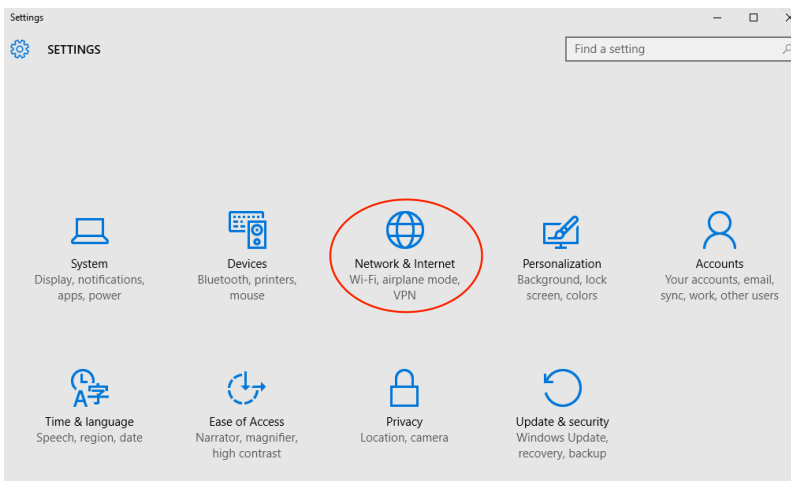 Settings
SETTINGS
Find a setting
System
Display, notifications,
apps, power
Devices
Bluetooth, printers,
mouse
Network & Internet
Wi-Fi, airplane mode,
VPN
Personalization
Background, lock
screen, colors
Accounts
Your accounts, email,
sync, work, other users
A字
Time & language
Speech, region, date
Ease of Access
Narrator, magnifier,
high contrast
Privacy
Location, camera
Update & security
Windows Update,
recovery, backup